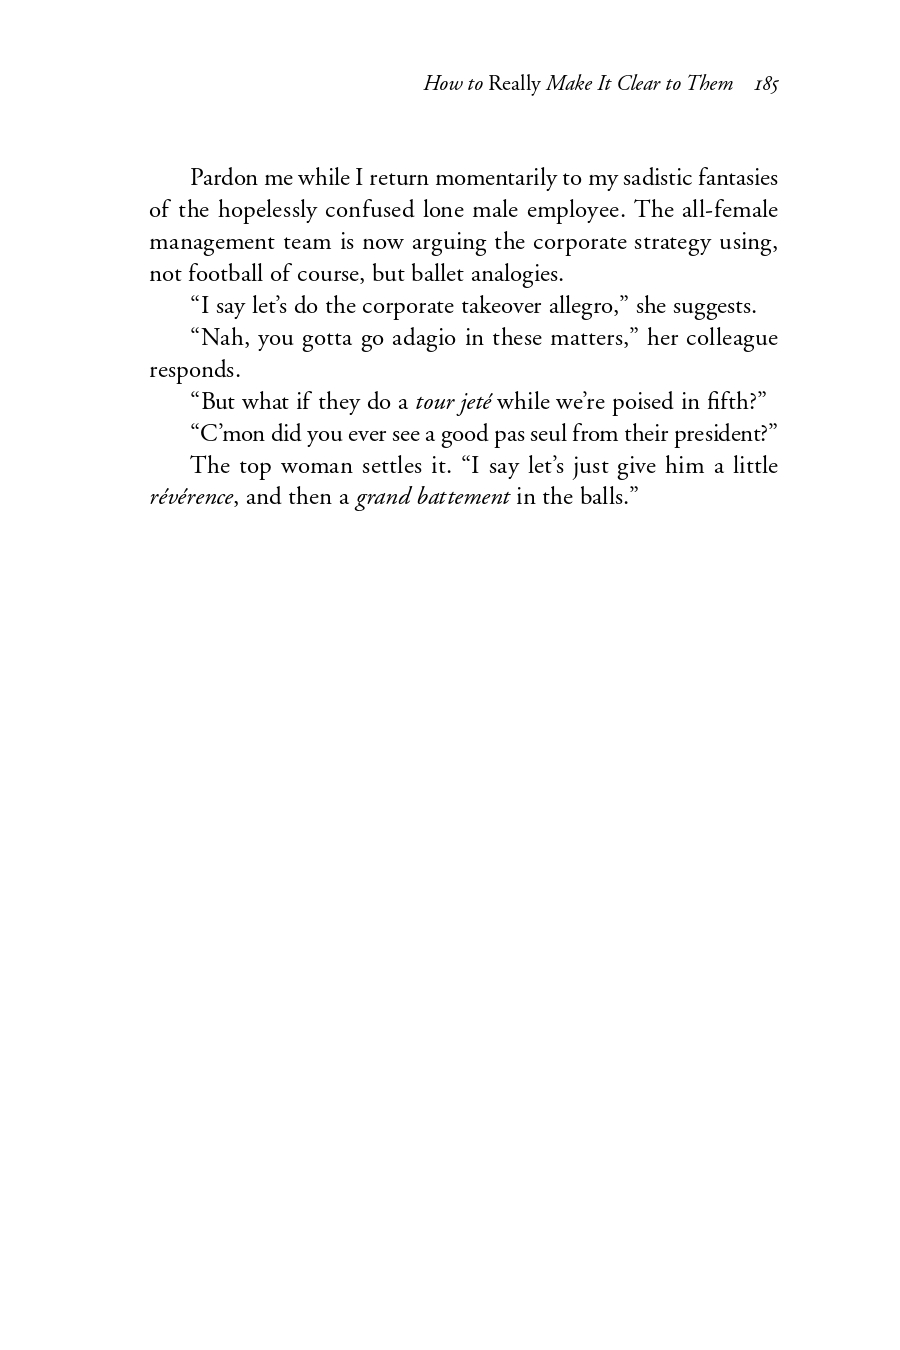 How to Really Make It Clear to Them 185
Pardon me while I return momentarily to my sadistic fantasies
of the hopelessly confused lone male employee. The all-female
management team is now arguing the corporate strategy using,
not football of course, but ballet analogies.
“I say let’s do the corporate takeover allegro,” she suggests.
“Nah, you gotta go adagio in these matters,” her colleague
responds.
“But what if they do a tour jeté while we’re poised in fifth?”
“C’mon did you ever see a good pas seul from their president?”
The top woman settles it. “I say let’s just give him a little
révérence, and then a grand battement in the balls.”